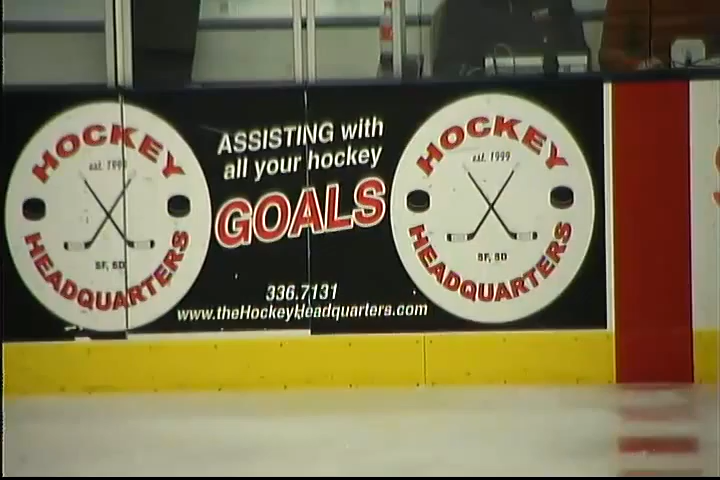 HOCKEY
est. 1999
SF, SD
HEADQUARTERS
ASSISTING with
all your hockey
GOALS
336.7131
www.theHockeyHeadquarters.com
HOCKEY
est. 1999
SF, SD
HEADQUARTERS